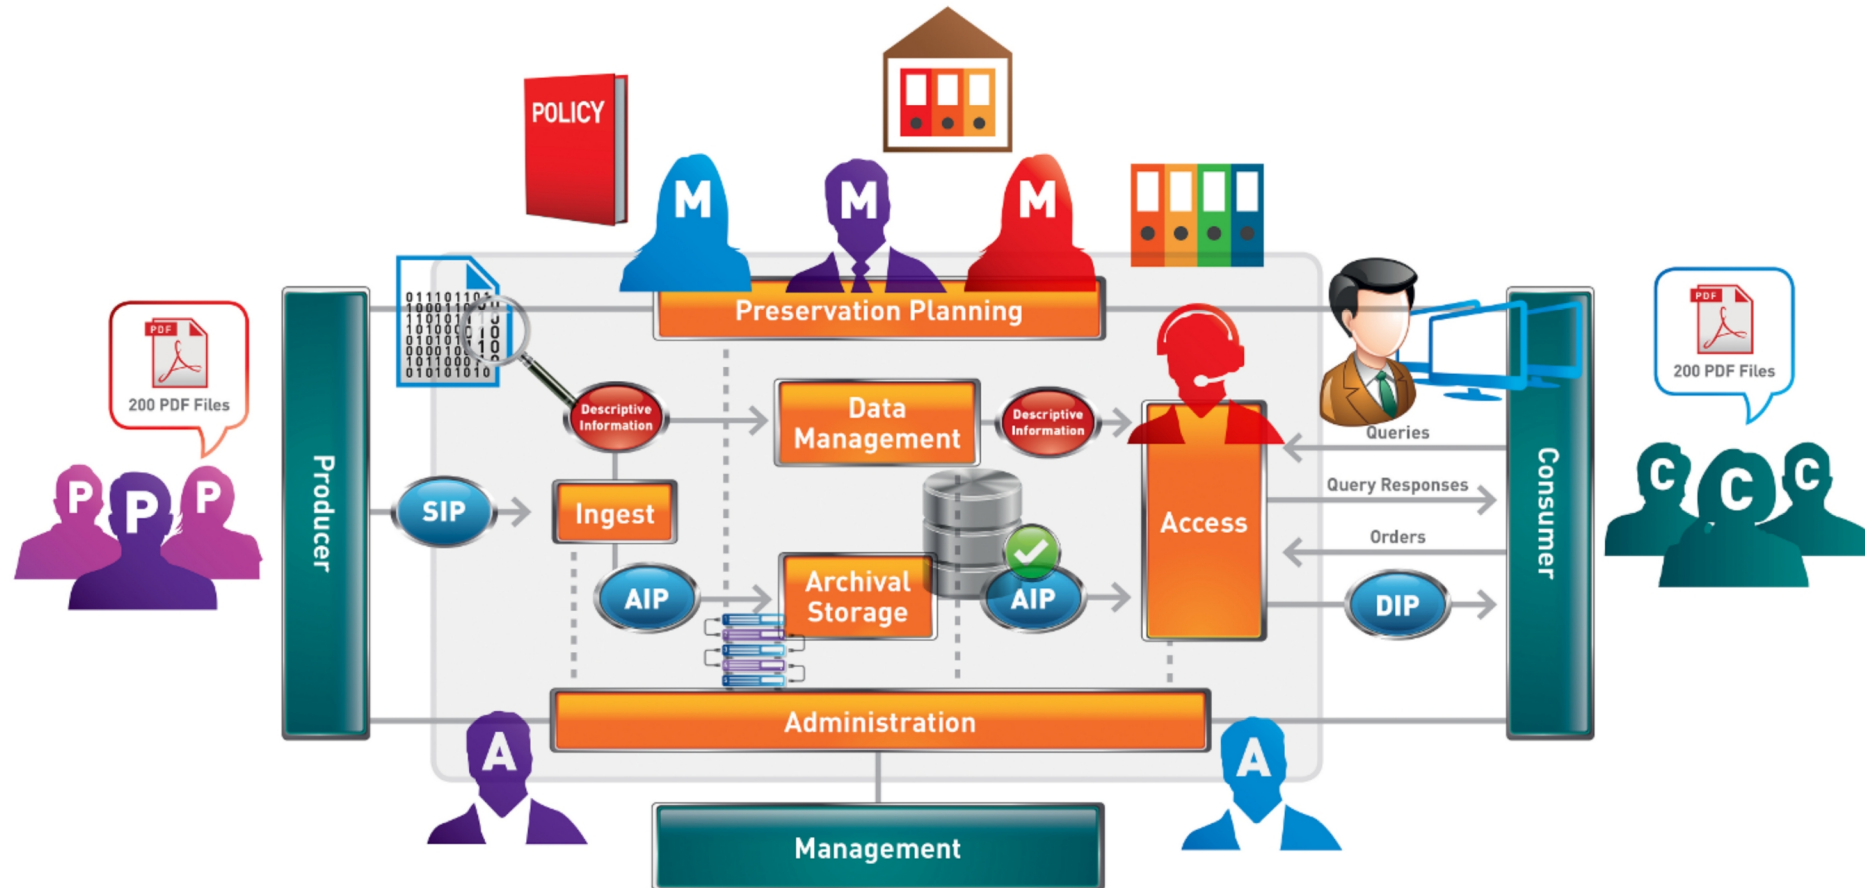 POLICY
M
M
M
Preservation Planning
PDF
200 PDF Files
P
P
P
Producer
011101101
Descriptive
Information
Data
Management
Descriptive
Information
SIP
Ingest
AIP
Archival
Storage
AIP
Access
Queries
Query Responses
Orders
DIP
Consumer
PDF
200 PDF Files
C
C
C
Administration
A
A
Management